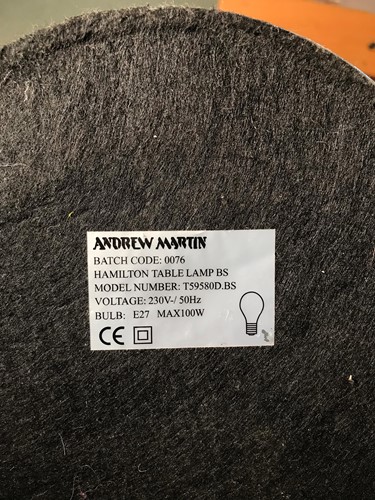 ANDREW MARTIN
BATCH CODE: 0076
HAMILTON TABLE LAMP BS
MODEL NUMBER: T59580D.BS
VOLTAGE: 230V-/ 50Hz
BULB: E27 MAX100W
CE